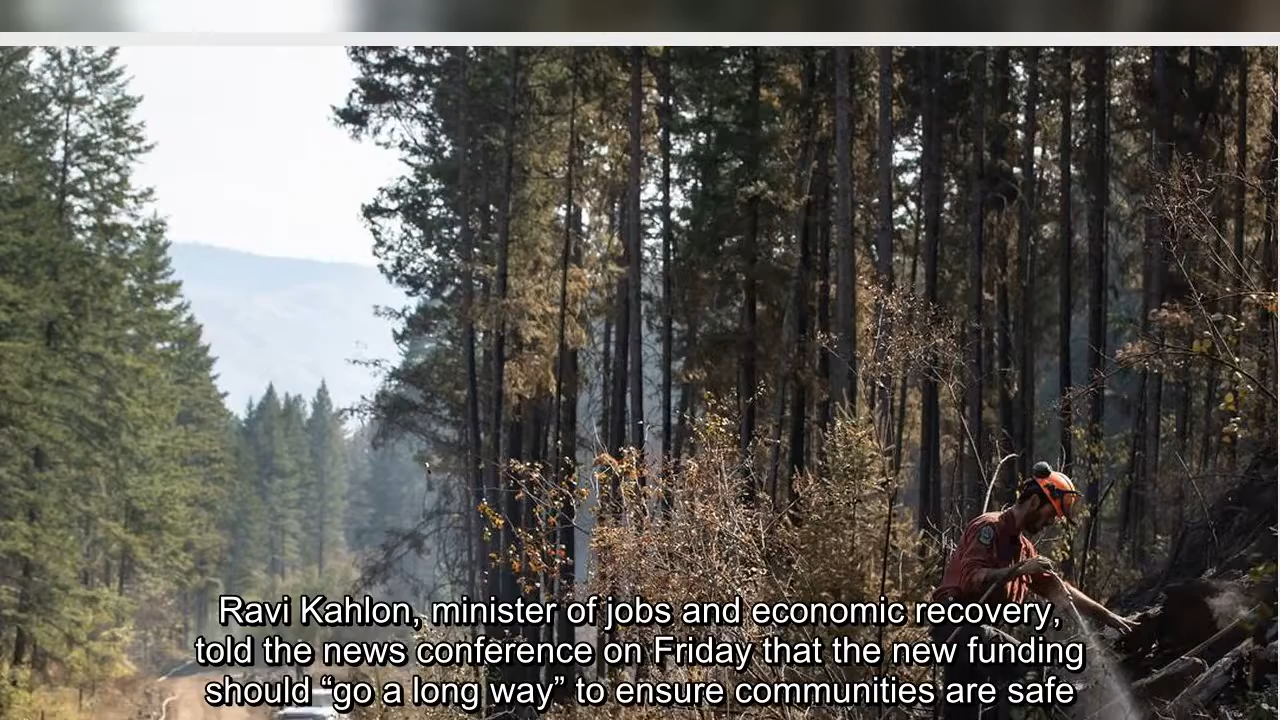 Ravi Kahlon, minister of jobs and economic recovery,
told the news conference on Friday that the new funding
should “go a long way” to ensure communities are safe